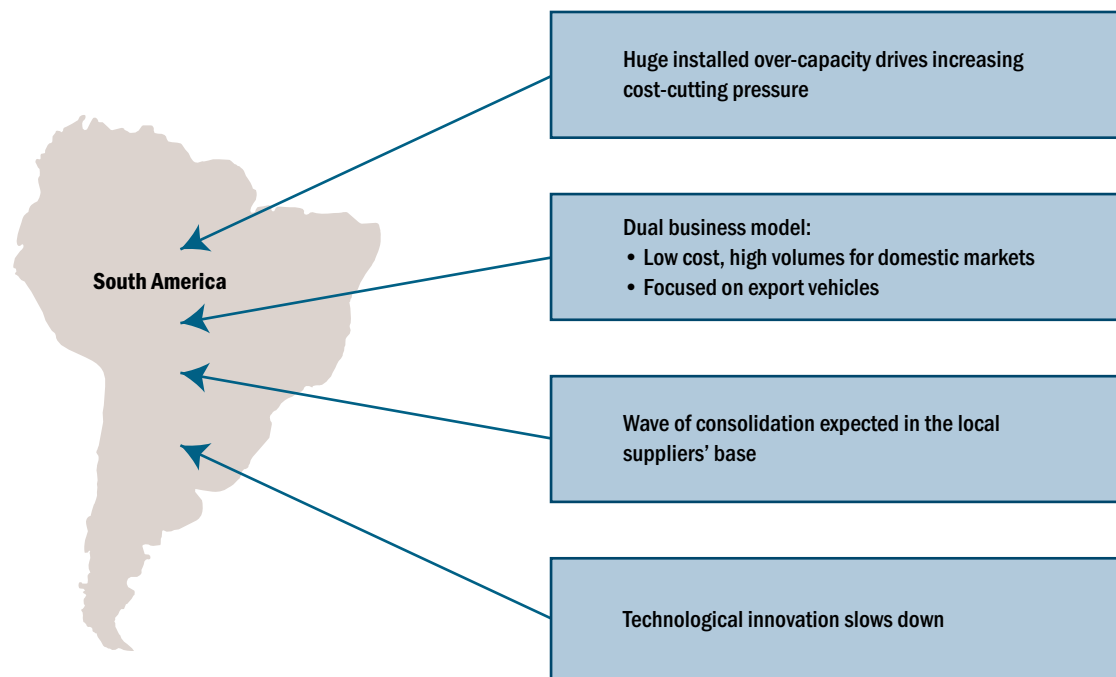 Huge installed over-capacity drives increasing
cost-cutting pressure
South America
Dual business model:
• Low cost, high volumes for domestic markets
• Focused on export vehicles
Wave of consolidation expected in the local
suppliers’ base
Technological innovation slows down